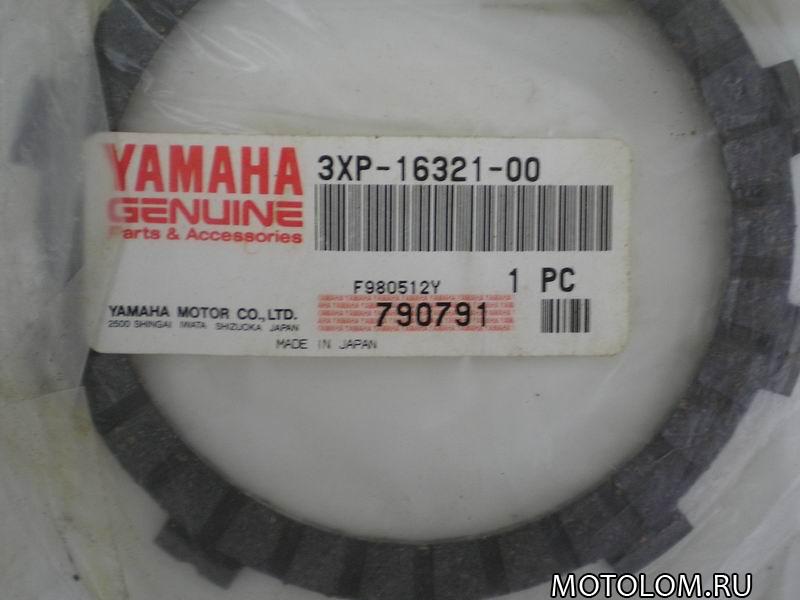 YAMAHA
GENUINE
Parts & Accessories
3XP-16321-00
F980512Y 1 PC
YAMAHA MOTOR CO., LTD.
2500 SHINGAI IWATA SHIZUOKA JAPAN
790791
MADE IN JAPAN
MOTOLOM.RU